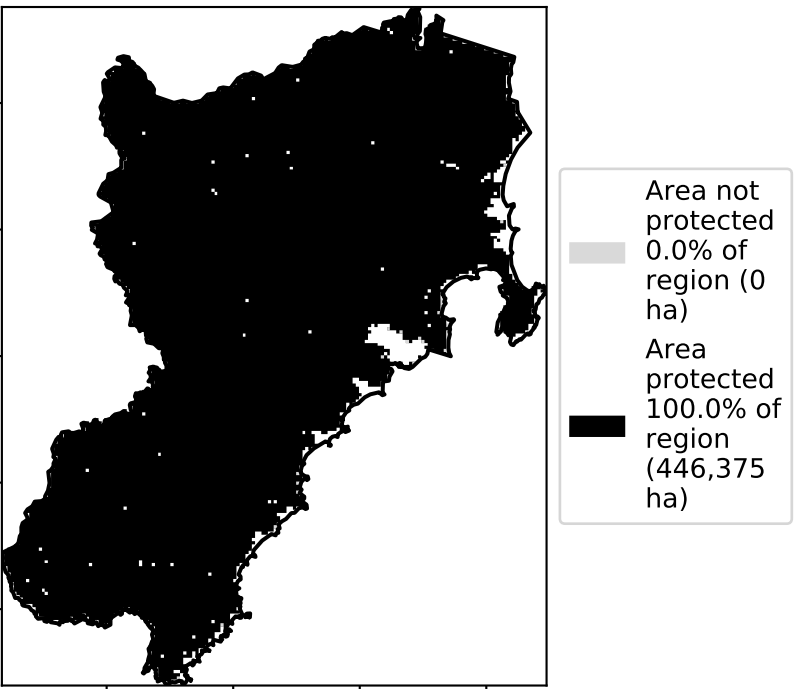 Area not
protected
0.0% of
region (0
ha)
Area
protected
100.0% of
region
(446,375
ha)